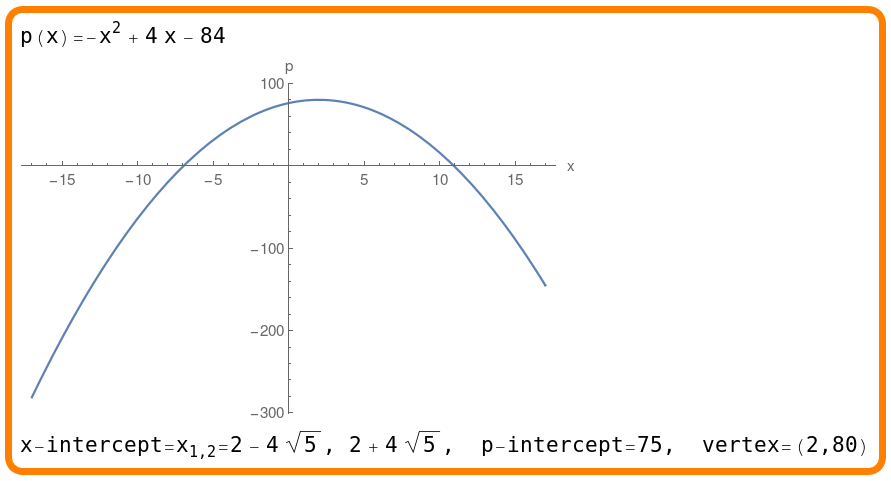 p(x)=-x² + 4 x - 84
p
100
x
-15 -10 -5 5 10 15
-100
-200
-300
x-intercept=x₁,₂=2 - 4 √5, 2 + 4 √5, p-intercept=75, vertex=(2,80)